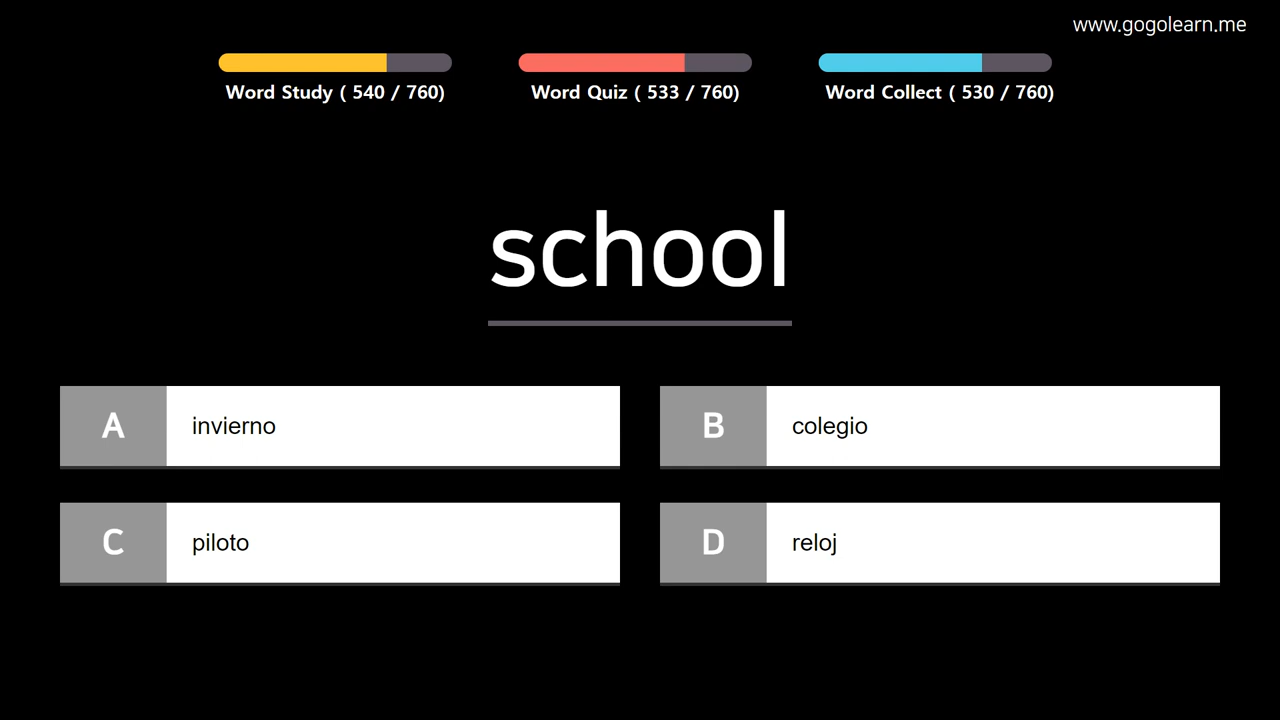 www.gogolearn.me
Word Study ( 540 / 760)
Word Quiz ( 533 / 760)
Word Collect ( 530 / 760)
school
A invierno
B colegio
C piloto
D reloj